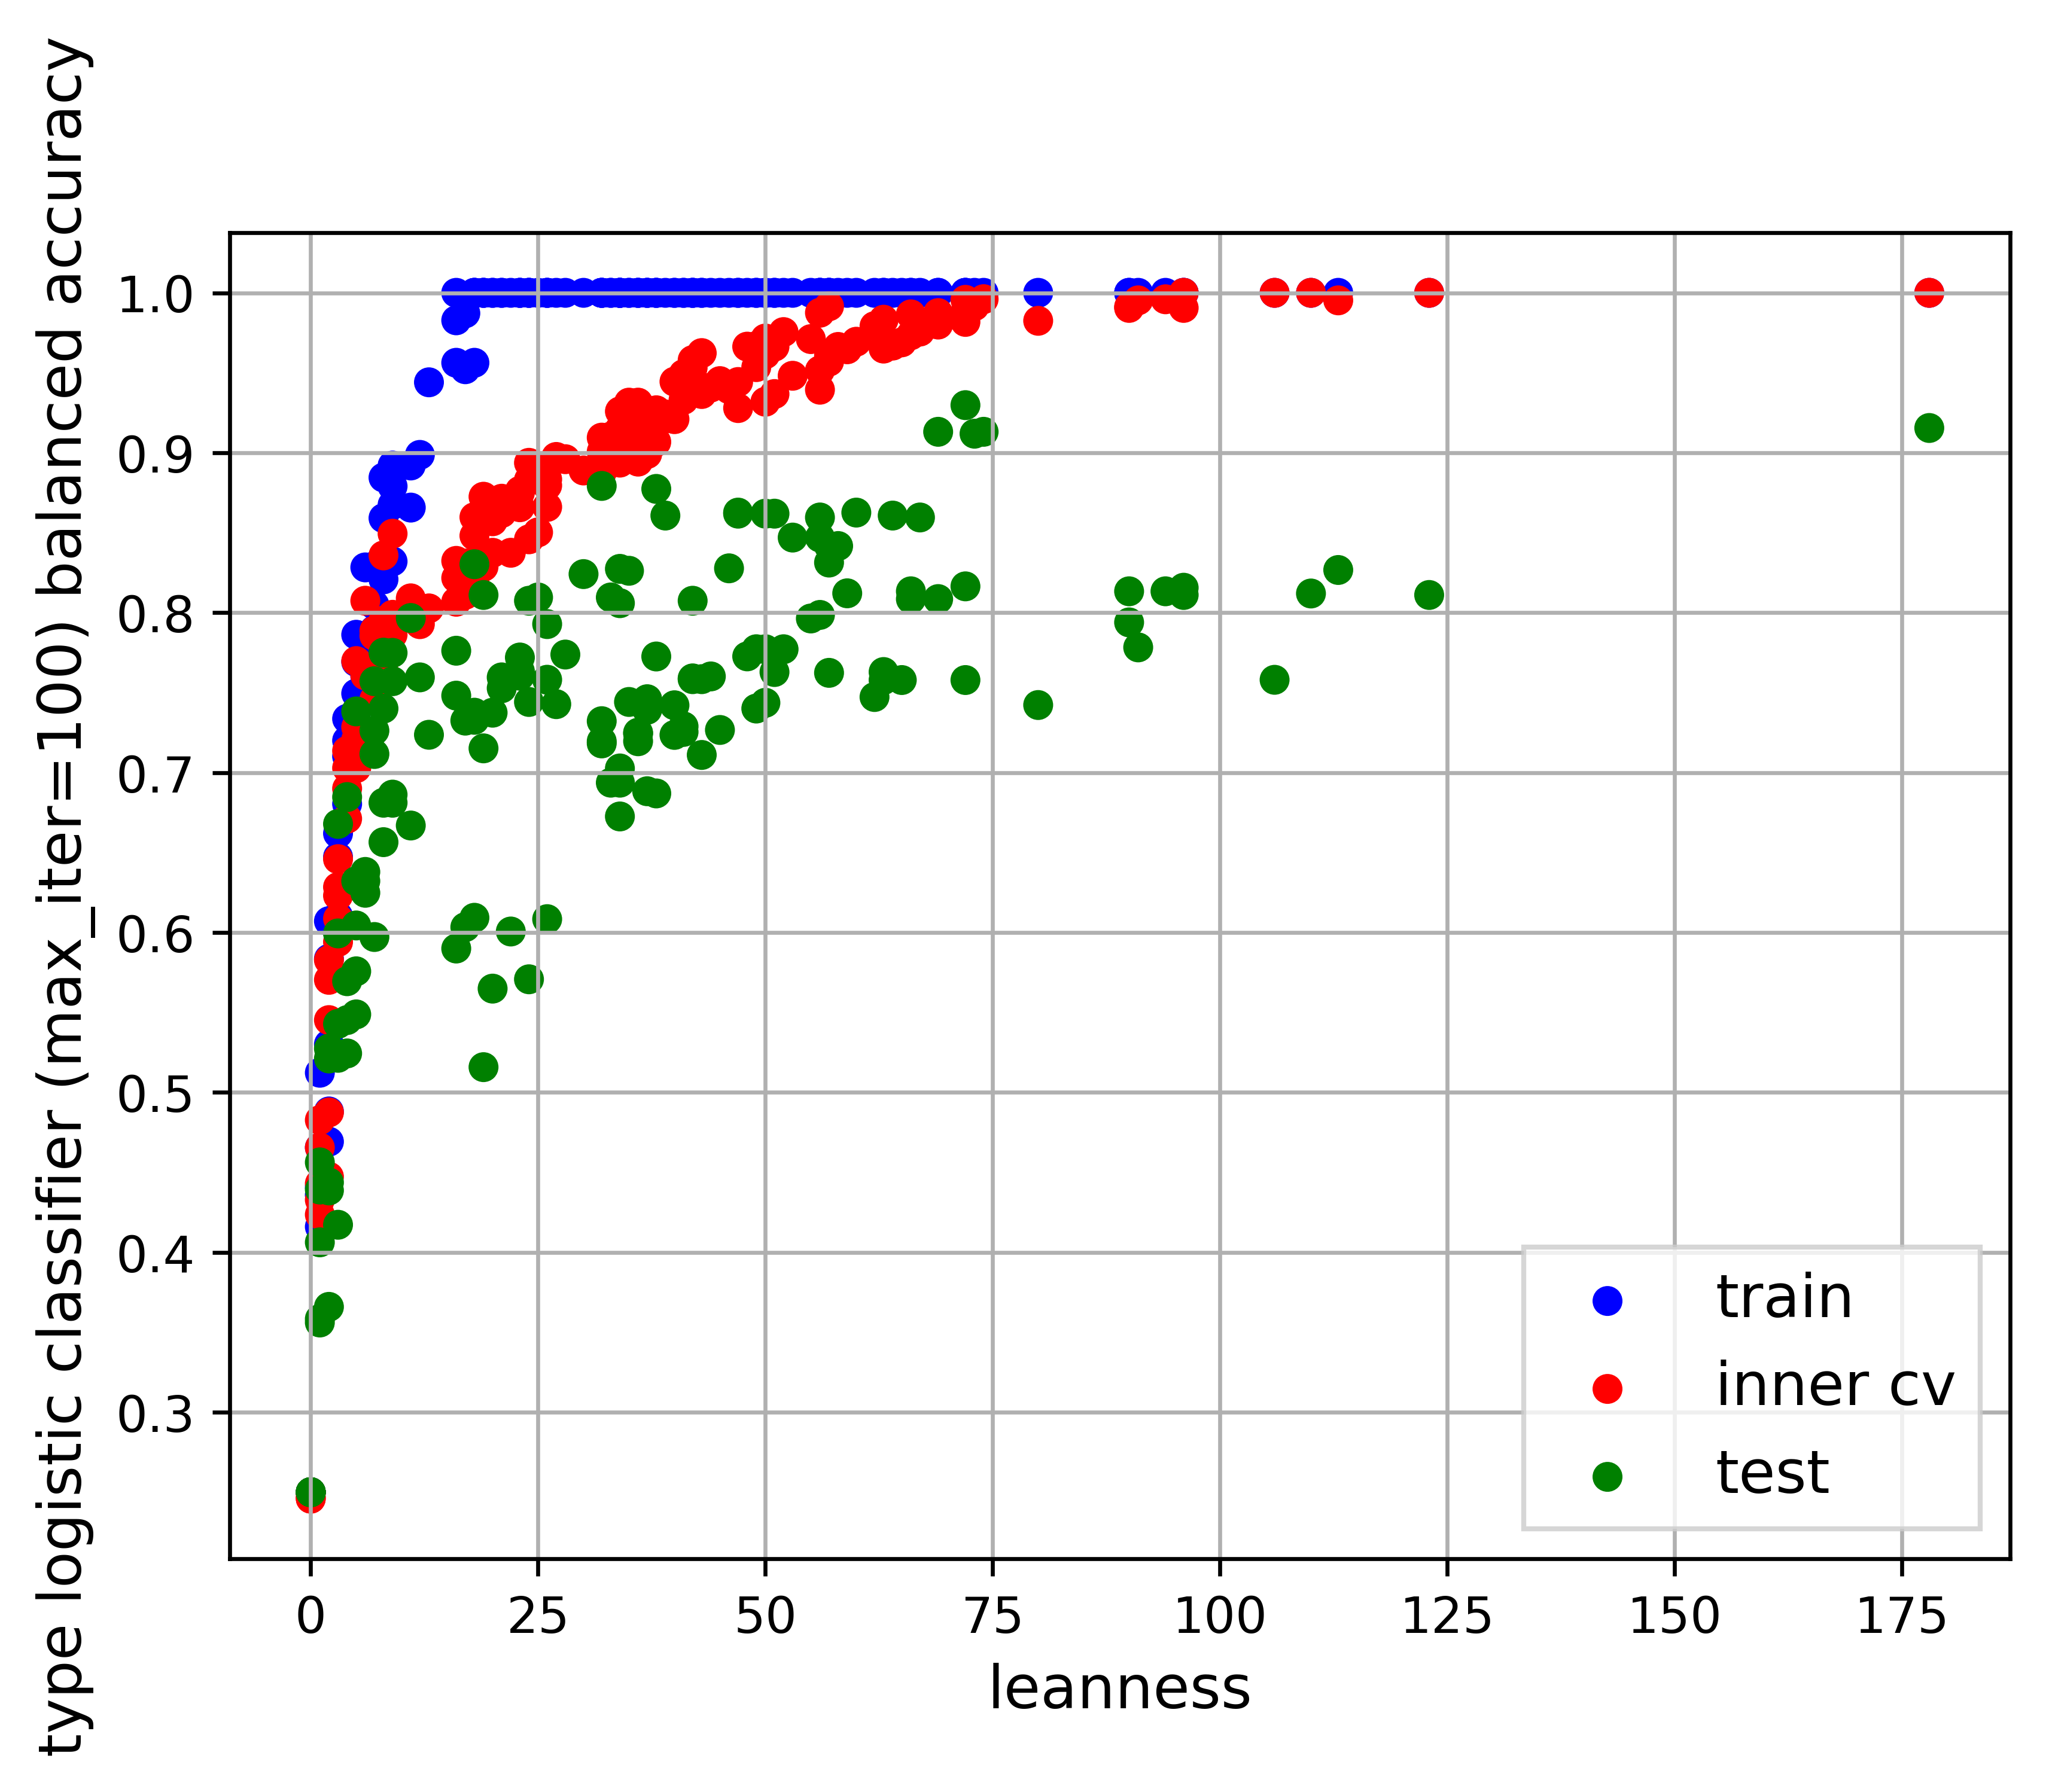 type logistic classifier (max_iter=100) balanced accuracy
1.0
0.9
0.8
0.7
0.6
0.5
0.4
0.3
train
inner cv
test
0 25 50 75 100 125 150 175
leanness